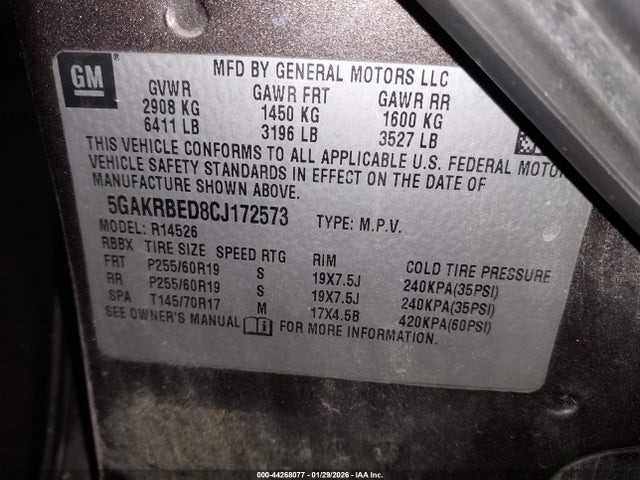 GM
MFD BY GENERAL MOTORS LLC
GVWR GAWR FRT GAWR RR
2908 KG 1450 KG 1600 KG
6411 LB 3196 LB 3527 LB
THIS VEHICLE CONFORMS TO ALL APPLICABLE U.S. FEDERAL MOTOR
VEHICLE SAFETY STANDARDS IN EFFECT ON THE DATE OF
MANUFACTURE SHOWN ABOVE.
5GAKRBED8CJ172573 TYPE: M.P.V.
MODEL: R14526
RBBX TIRE SIZE SPEED RTG RIM COLD TIRE PRESSURE
FRT P255/60R19 S 19X7.5J 240KPA(35PSI)
RR P255/60R19 S 19X7.5J 240KPA(35PSI)
SPA T145/70R17 M 17X4.5B 420KPA(60PSI)
SEE OWNER'S MANUAL FOR MORE INFORMATION.
000-44268077 - 01/29/2026 - IAA Inc.